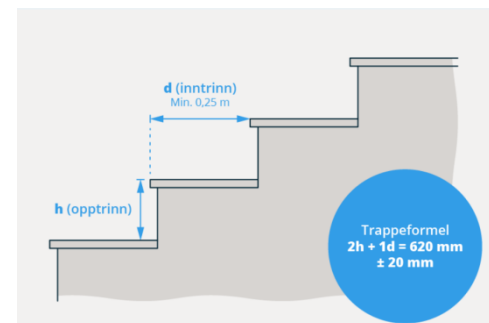 d (inntrinn)
Min. 0,25 m
h (opptrinn)
Trappeformel
2h + 1d = 620 mm
± 20 mm